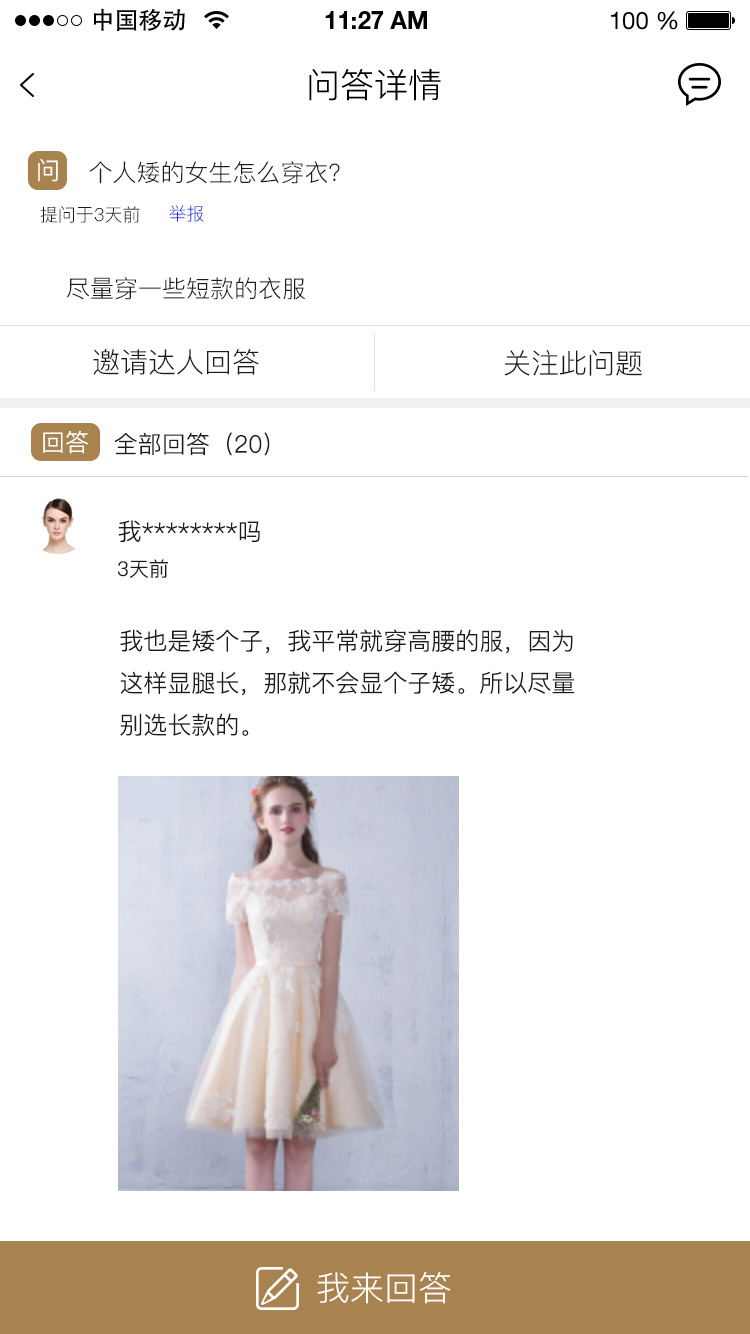 中国移动 11:27 AM 100 %
问答详情
问 个人矮的女生怎么穿衣?
提问于3天前 举报
尽量穿一些短款的衣服
邀请达人回答 关注此问题
回答 全部回答（20）
我********吗
3天前
我也是矮个子，我平常就穿高腰的服，因为
这样显腿长，那就不会显个子矮。所以尽量
别选长款的。
我来回答